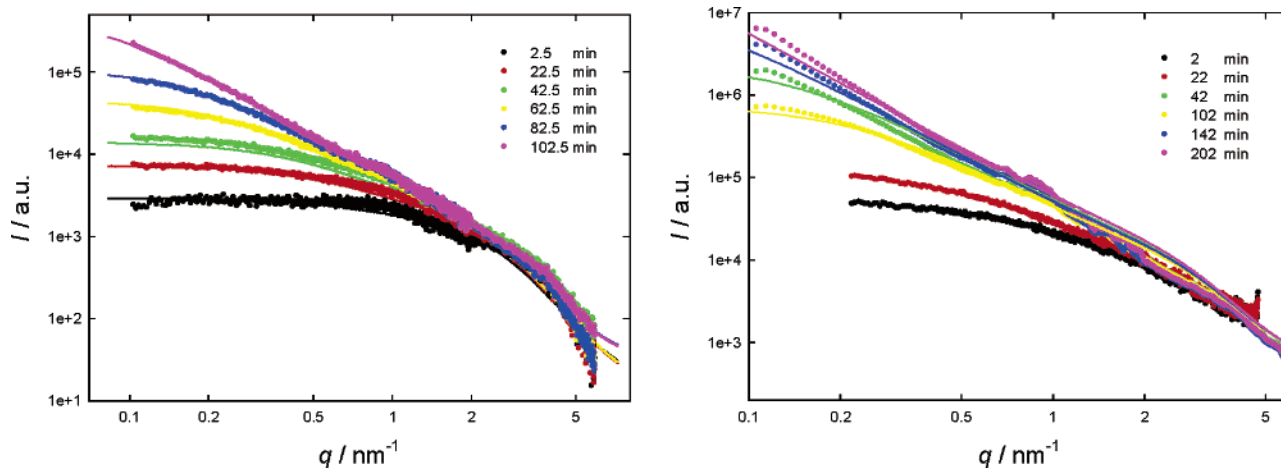 1e+5
1e+4
1e+3
1e+2
1e+1
I / a.u.
2.5 min
22.5 min
42.5 min
62.5 min
82.5 min
102.5 min
0.1 0.2 0.5 1 2 5
q / nm⁻¹
1e+7
1e+6
1e+5
1e+4
1e+3
I / a.u.
2 min
22 min
42 min
102 min
142 min
202 min
0.1 0.2 0.5 1 2 5
q / nm⁻¹